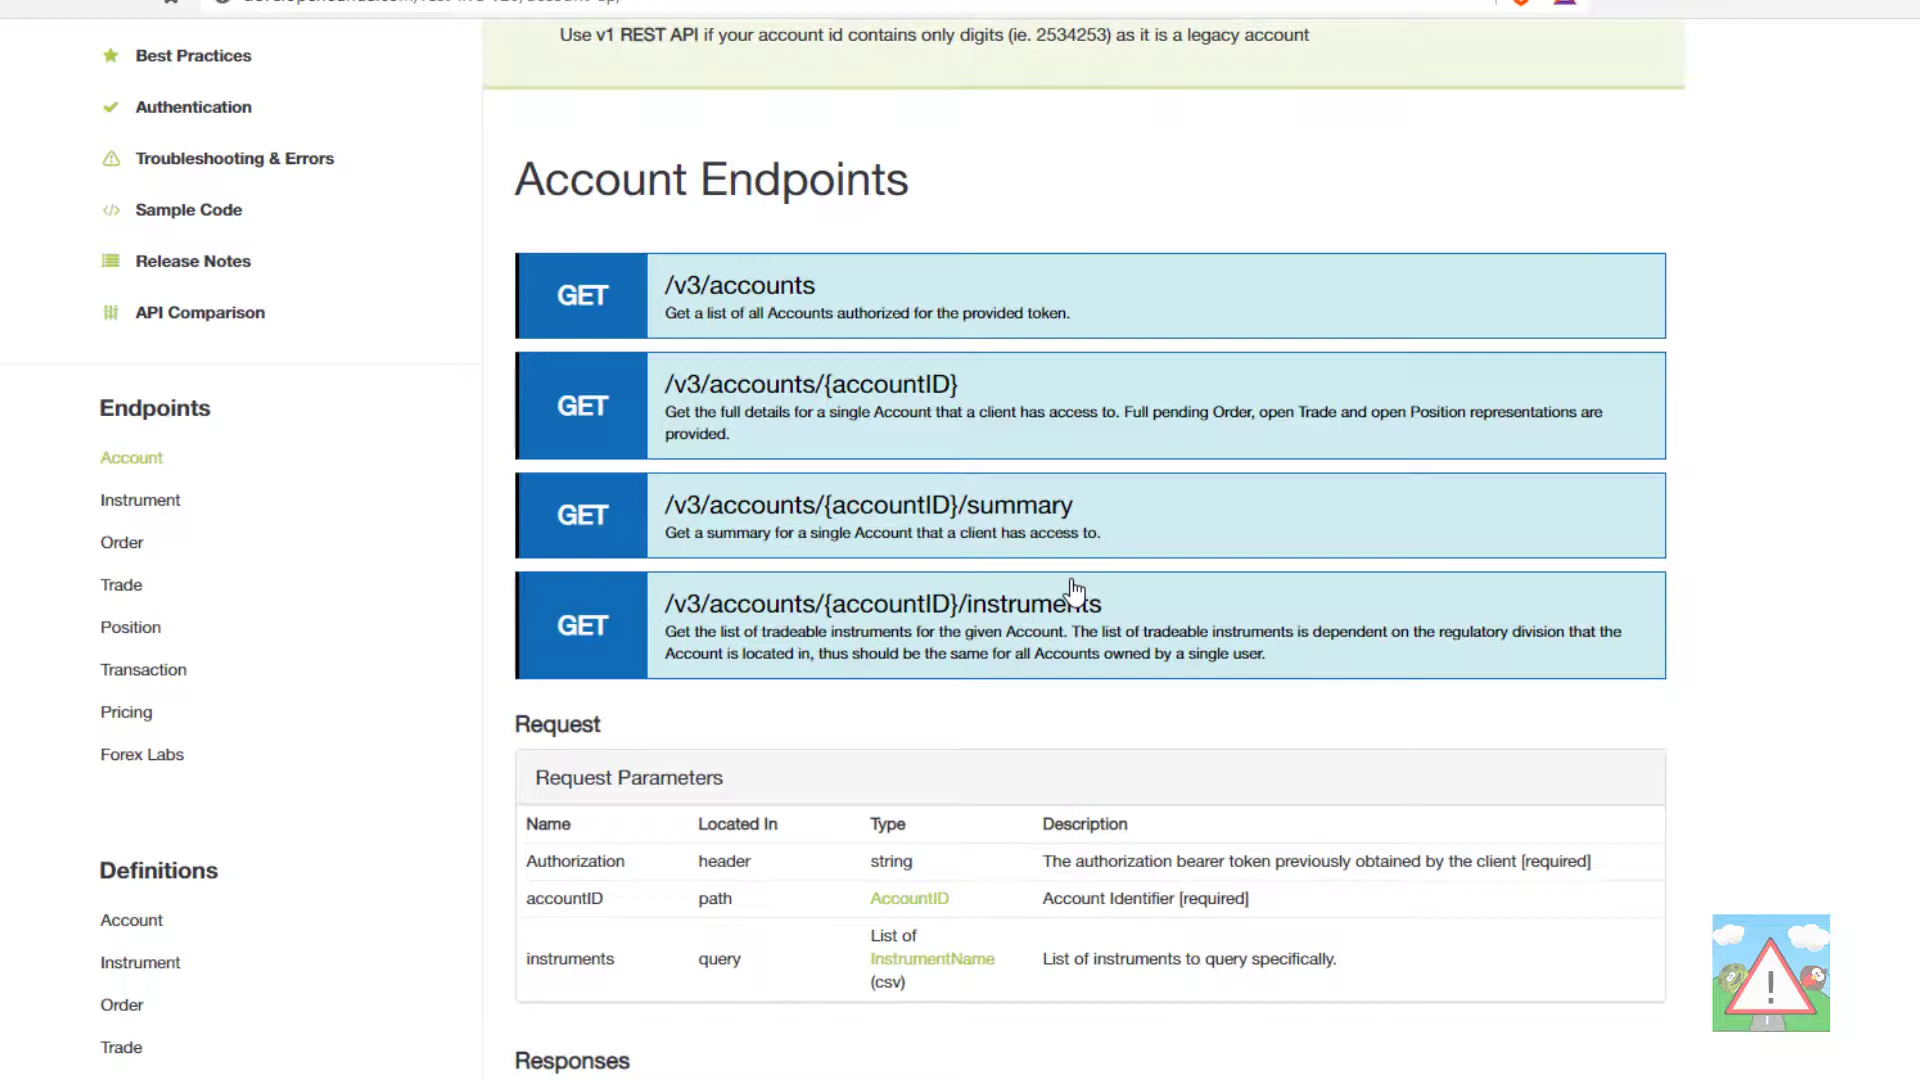 Use v1 REST API if your account id contains only digits (ie. 2534253) as it is a legacy account
Best Practices
Authentication
Troubleshooting & Errors
Sample Code
Release Notes
API Comparison
Endpoints
Account
Instrument
Order
Trade
Position
Transaction
Pricing
Forex Labs
Definitions
Account
Instrument
Order
Trade
Account Endpoints
GET
/v3/accounts
Get a list of all Accounts authorized for the provided token.
GET
/v3/accounts/{accountID}
Get the full details for a single Account that a client has access to. Full pending Order, open Trade and open Position representations are
provided.
GET
/v3/accounts/{accountID}/summary
Get a summary for a single Account that a client has access to.
GET
/v3/accounts/{accountID}/instruments
Get the list of tradeable instruments for the given Account. The list of tradeable instruments is dependent on the regulatory division that the
Account is located in, thus should be the same for all Accounts owned by a single user.
Request
Request Parameters
Name Located In Type Description
Authorization header string The authorization bearer token previously obtained by the client [required]
accountID path AccountID Account Identifier [required]
instruments query List of
InstrumentName
(csv) List of instruments to query specifically.
Responses